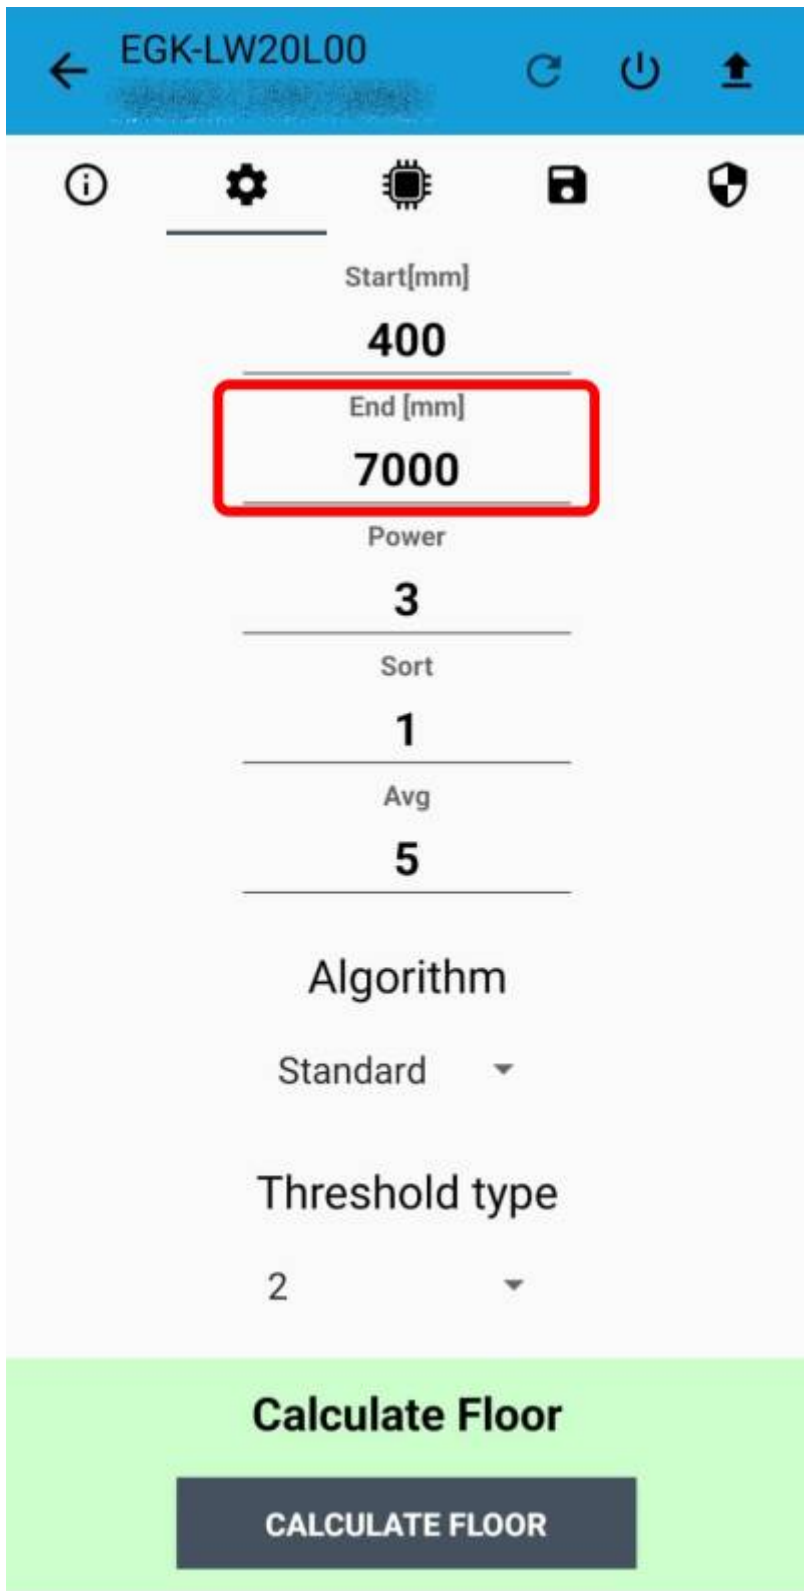 EGK-LW20L00
Start[mm]
400
End [mm]
7000
Power
3
Sort
1
Avg
5
Algorithm
Standard
Threshold type
2
Calculate Floor
CALCULATE FLOOR